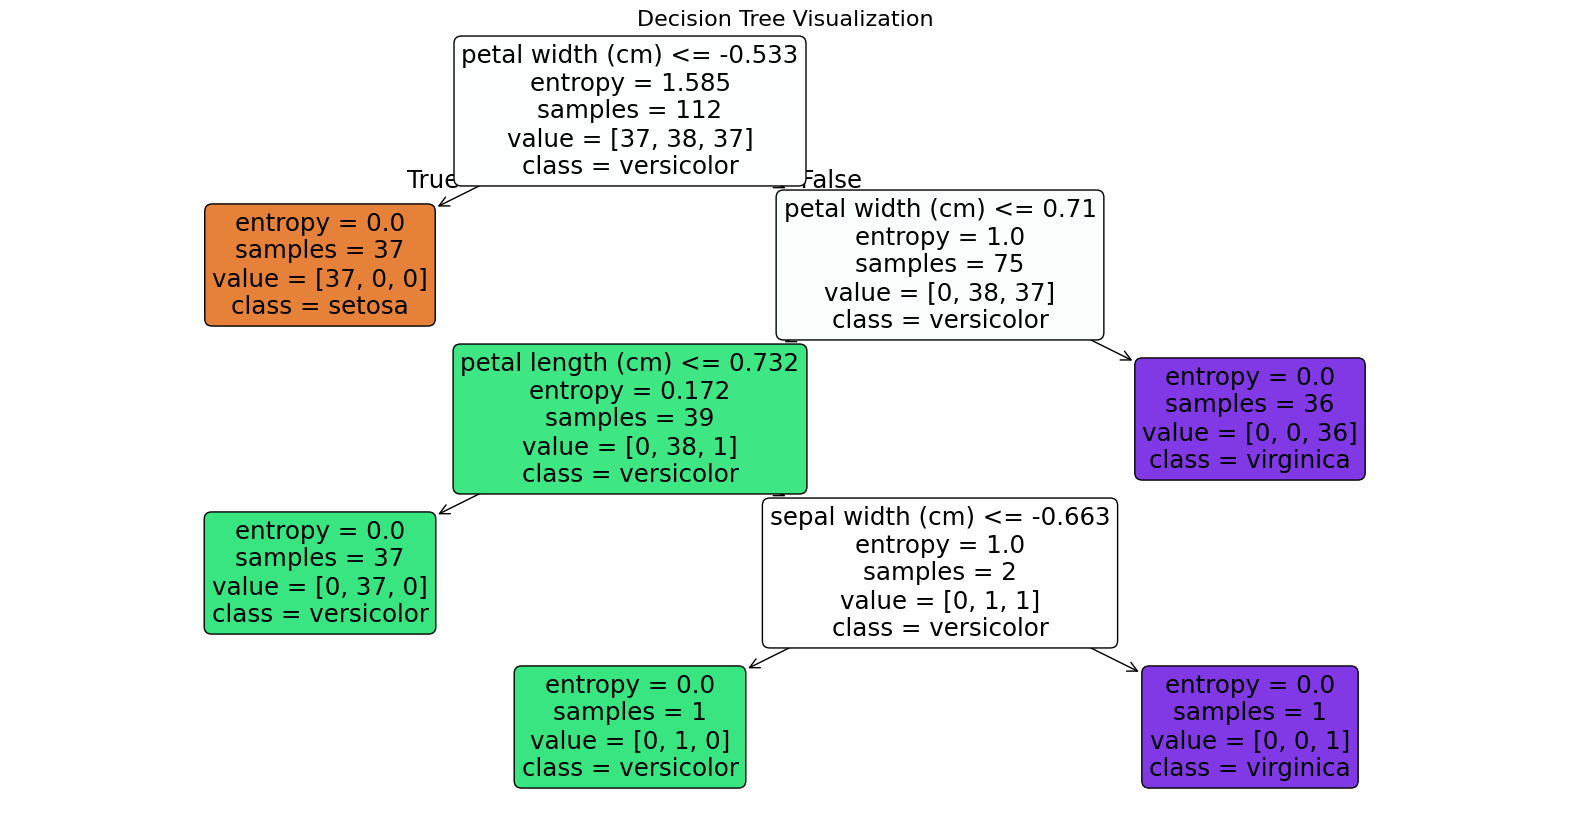 Decision Tree Visualization
petal width (cm) <= -0.533
entropy = 1.585
samples = 112
value = [37, 38, 37]
class = versicolor
True
False
entropy = 0.0
samples = 37
value = [37, 0, 0]
class = setosa
petal width (cm) <= 0.71
entropy = 1.0
samples = 75
value = [0, 38, 37]
class = versicolor
petal length (cm) <= 0.732
entropy = 0.172
samples = 39
value = [0, 38, 1]
class = versicolor
entropy = 0.0
samples = 36
value = [0, 0, 36]
class = virginica
entropy = 0.0
samples = 37
value = [0, 37, 0]
class = versicolor
sepal width (cm) <= -0.663
entropy = 1.0
samples = 2
value = [0, 1, 1]
class = versicolor
entropy = 0.0
samples = 1
value = [0, 1, 0]
class = versicolor
entropy = 0.0
samples = 1
value = [0, 0, 1]
class = virginica